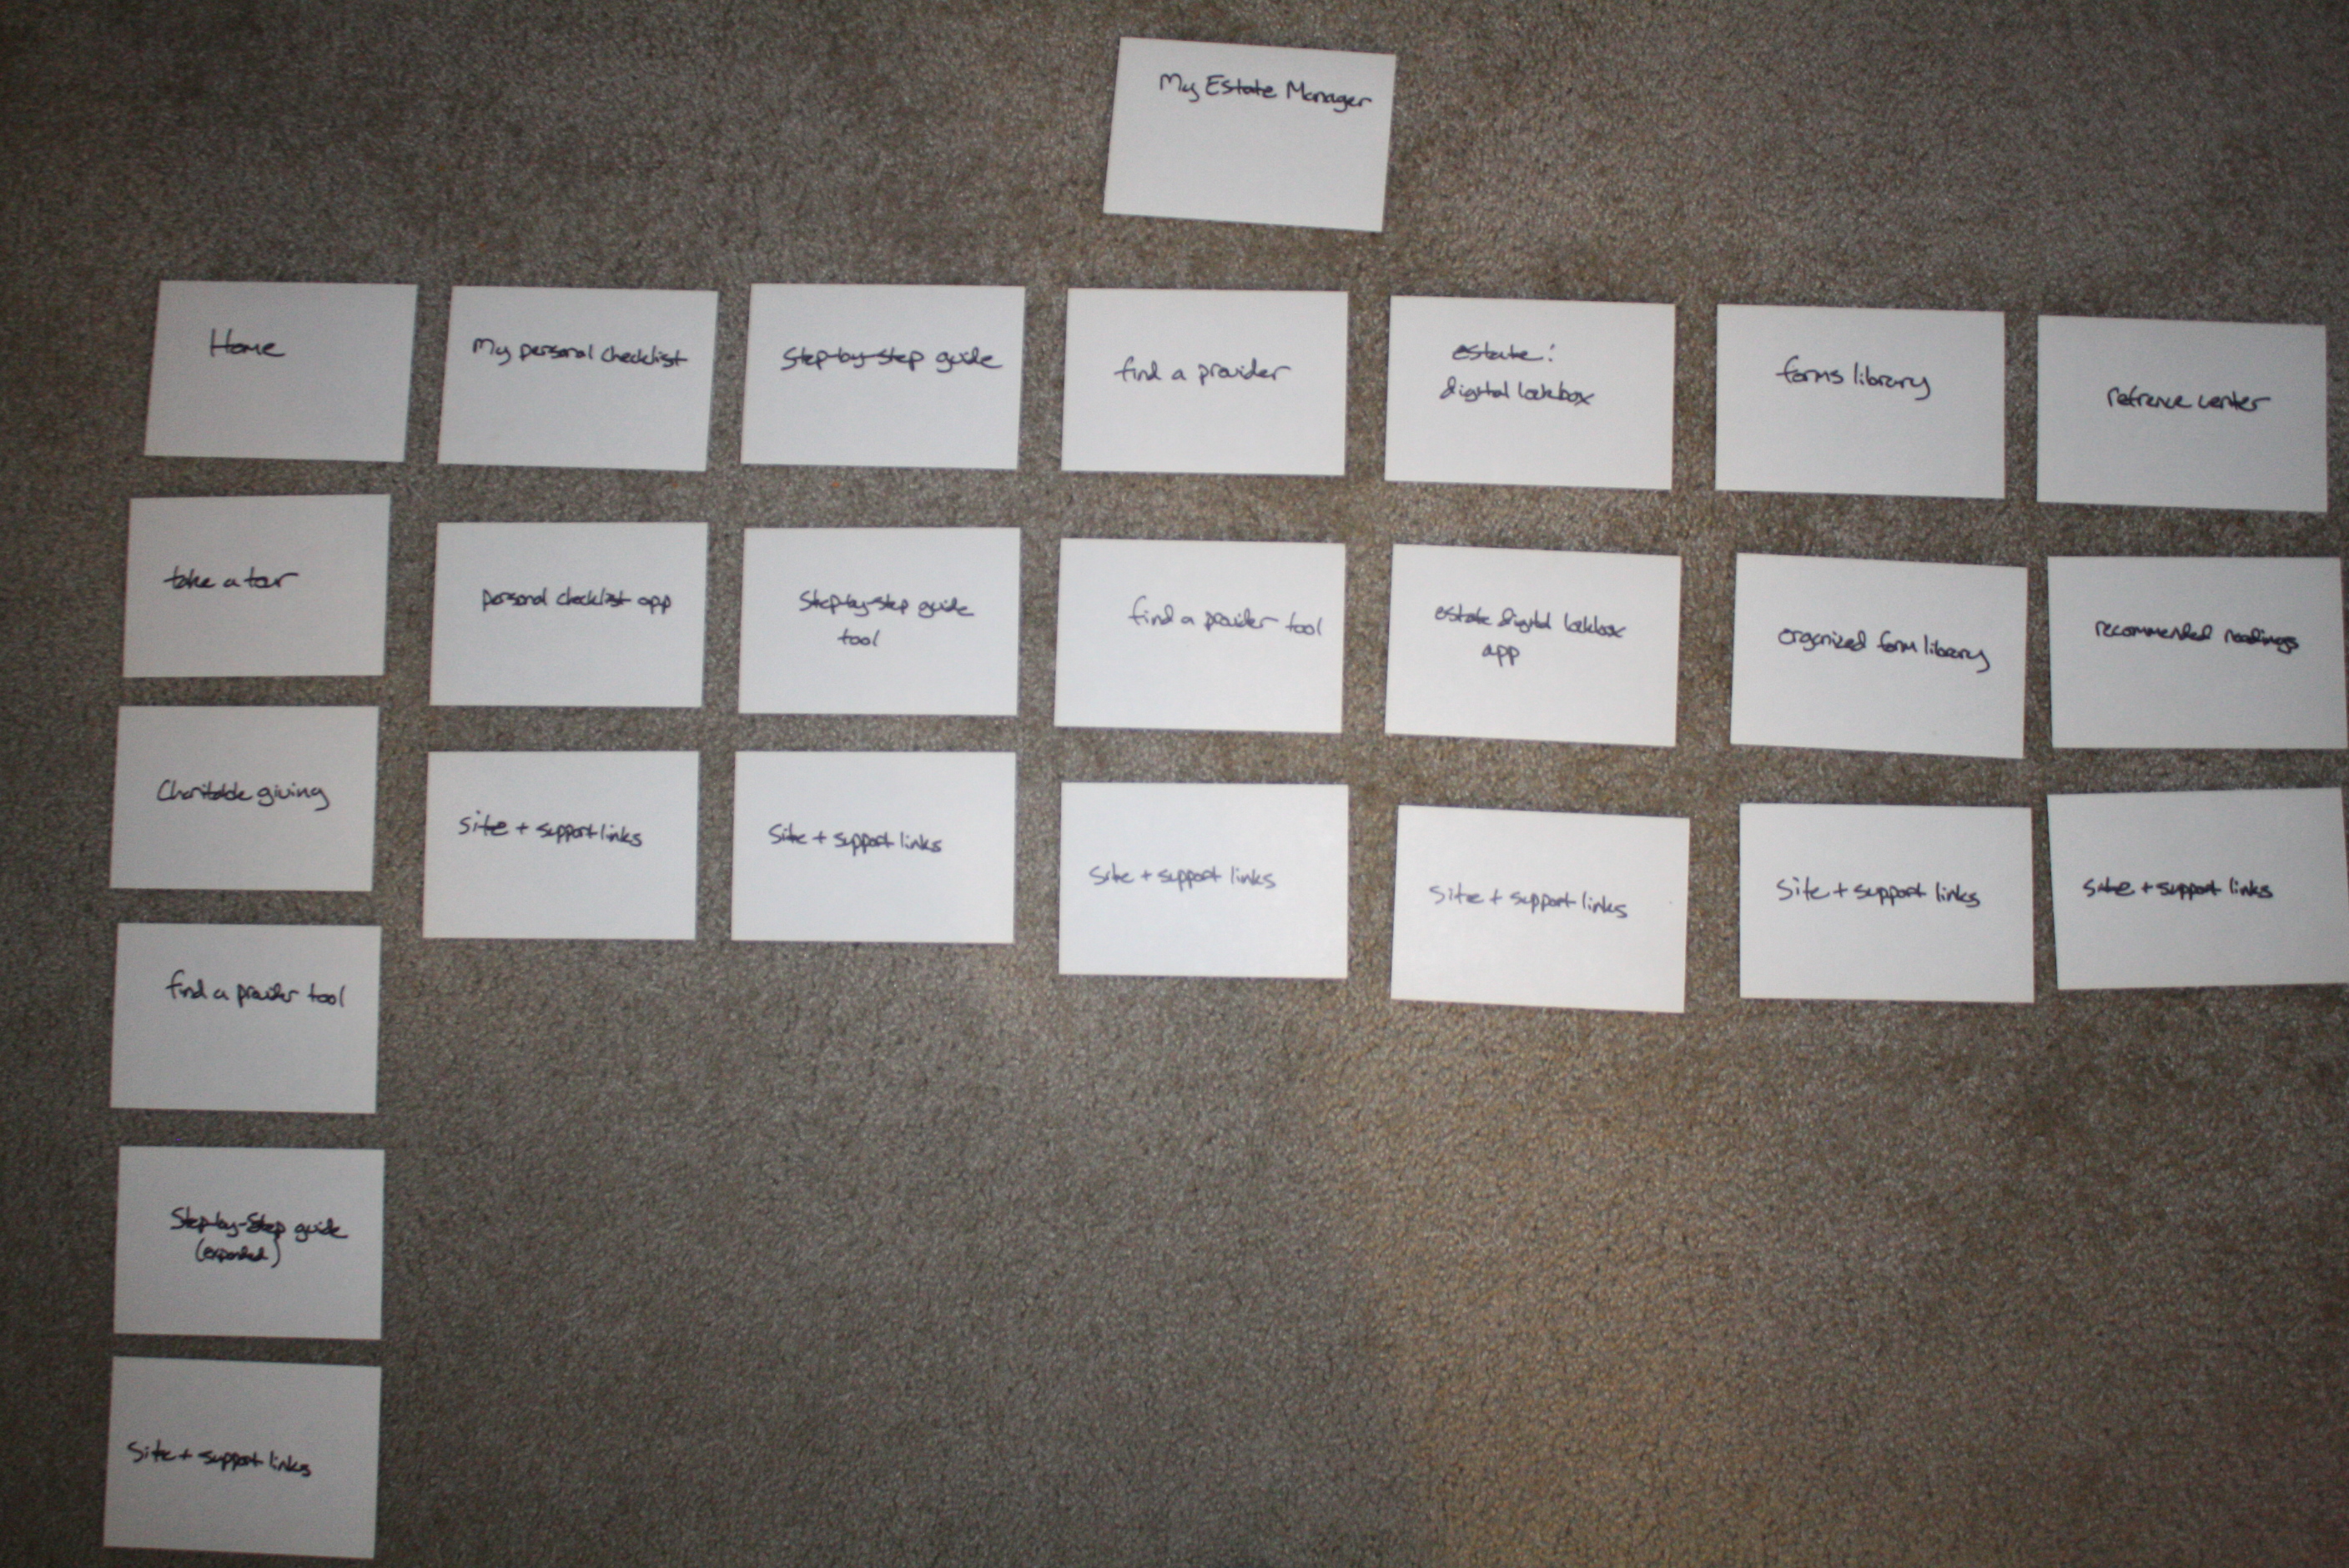 My Estate Manager
Home
My personal checklist
Step-by-step guide
find a provider
estate:
digital lockbox
forms library
refrence center
take a tour
personal checklist app
Step-by-step guide
tool
find a provider tool
estate digital lockbox
app
organized form library
recommended readings
Charitable giving
site + support links
Site + support links
site + support links
site + support links
Site + support links
site + support links
find a provider tool
Step-by-Step guide
(expanded)
Site + support links